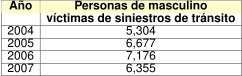 Año Personas de masculino
víctimas de siniestros de tránsito
2004 5,304
2005 6,677
2006 7,176
2007 6,355